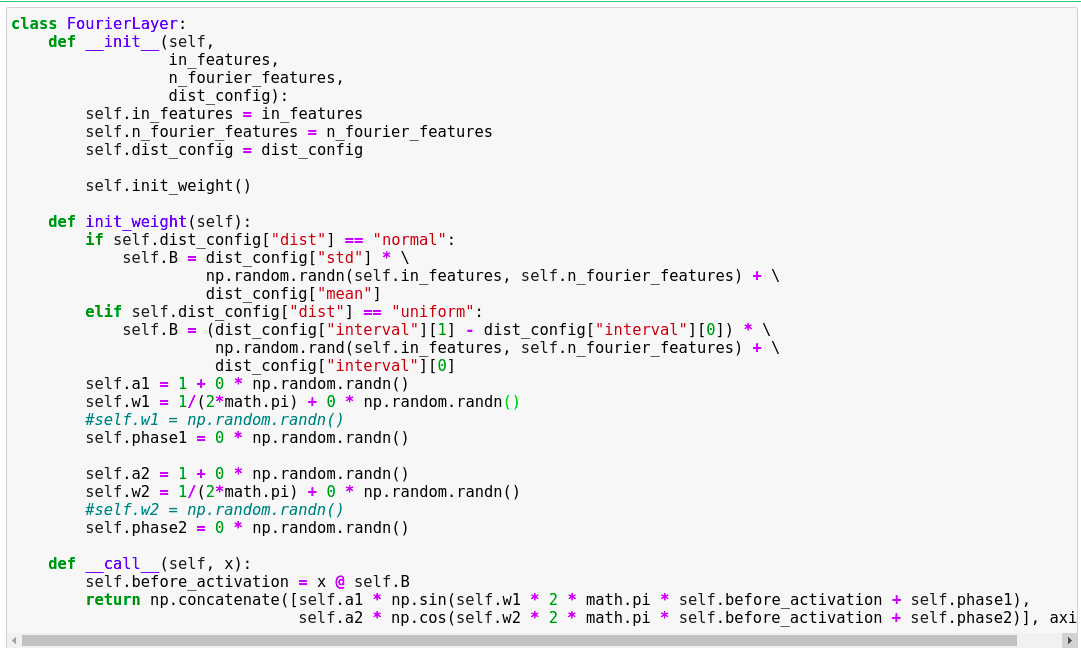 class FourierLayer:
    def __init__(self,
                 in_features,
                 n_fourier_features,
                 dist_config):
        self.in_features = in_features
        self.n_fourier_features = n_fourier_features
        self.dist_config = dist_config

        self.init_weight()

    def init_weight(self):
        if self.dist_config["dist"] == "normal":
            self.B = dist_config["std"] * \
                     np.random.randn(self.in_features, self.n_fourier_features) + \
                     dist_config["mean"]
        elif self.dist_config["dist"] == "uniform":
            self.B = (dist_config["interval"][1] - dist_config["interval"][0]) * \
                      np.random.rand(self.in_features, self.n_fourier_features) + \
                      dist_config["interval"][0]
        self.a1 = 1 + 0 * np.random.randn()
        self.w1 = 1/(2*math.pi) + 0 * np.random.randn()
        #self.w1 = np.random.randn()
        self.phase1 = 0 * np.random.randn()

        self.a2 = 1 + 0 * np.random.randn()
        self.w2 = 1/(2*math.pi) + 0 * np.random.randn()
        #self.w2 = np.random.randn()
        self.phase2 = 0 * np.random.randn()

    def __call__(self, x):
        self.before_activation = x @ self.B
        return np.concatenate([self.a1 * np.sin(self.w1 * 2 * math.pi * self.before_activation + self.phase1),
                               self.a2 * np.cos(self.w2 * 2 * math.pi * self.before_activation + self.phase2)], axi